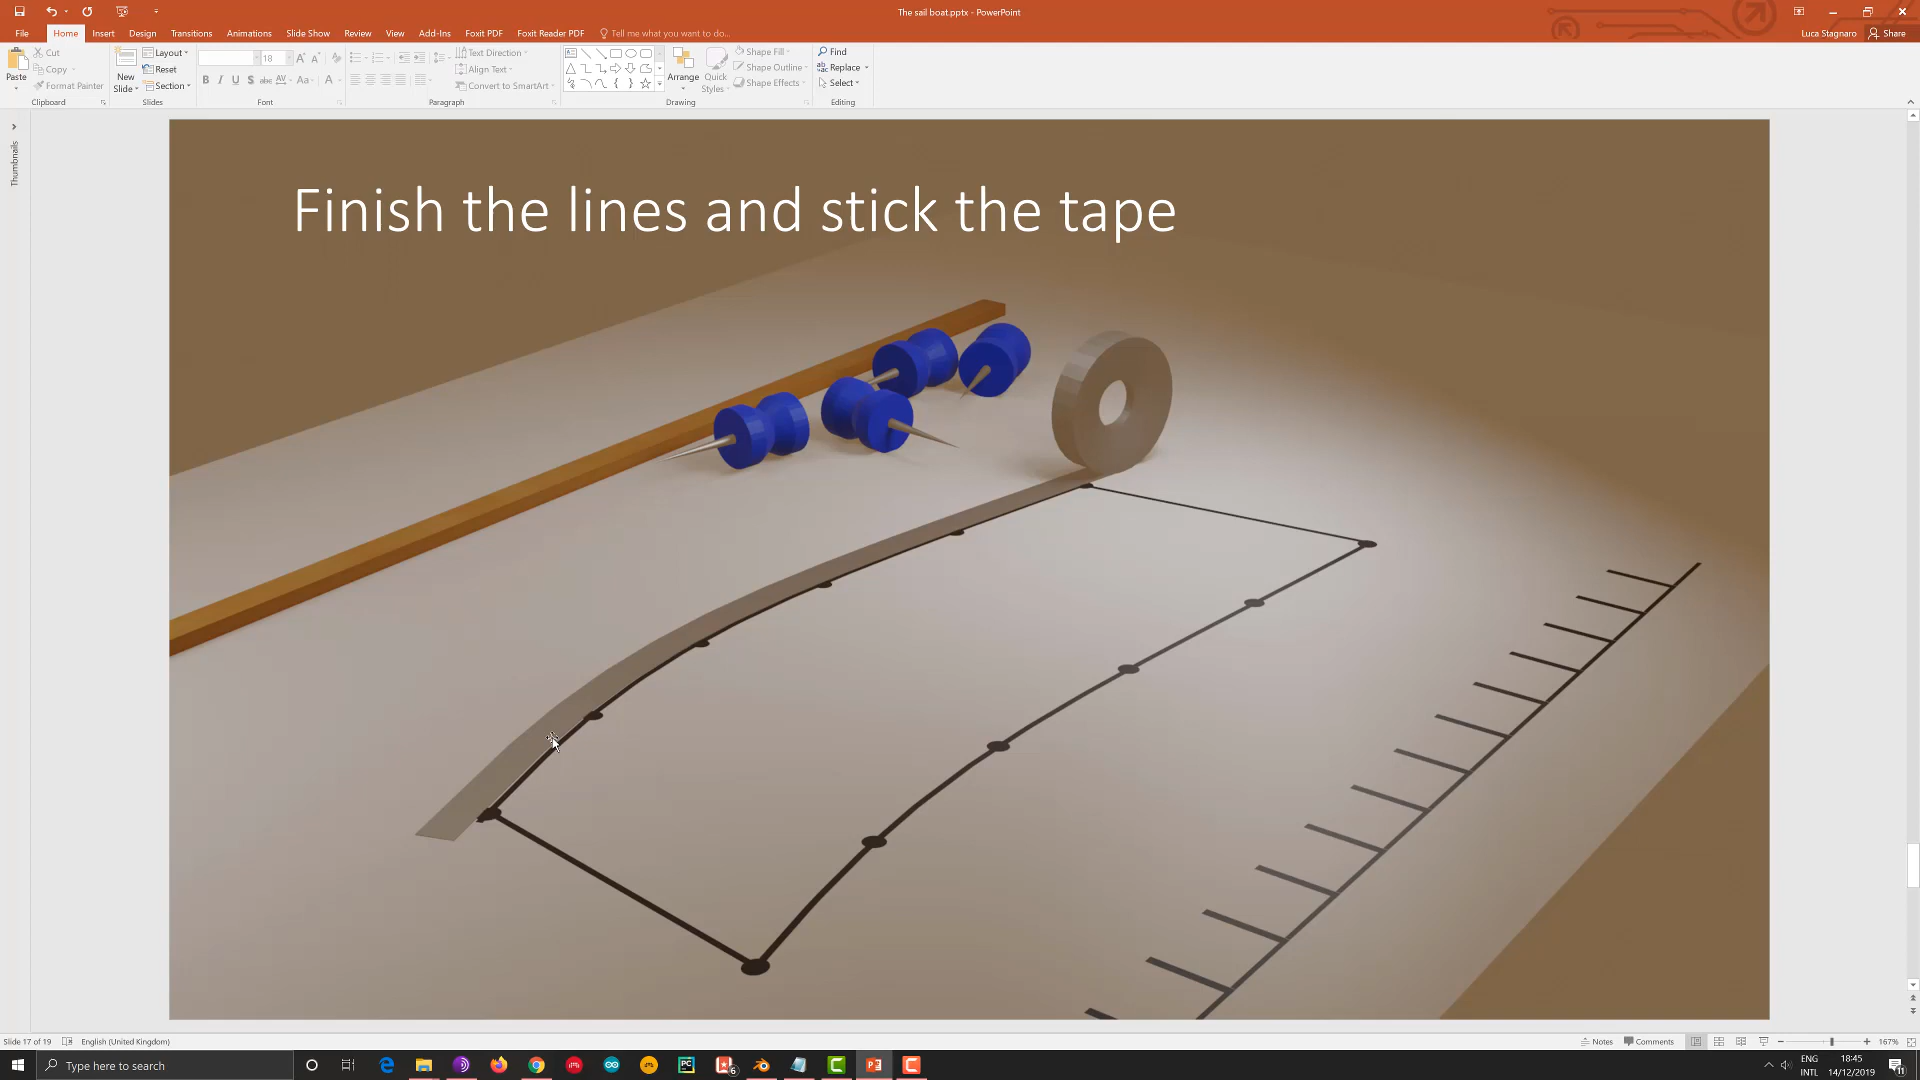 The sail boat.pptx - PowerPoint
File Home Insert Design Transitions Animations Slide Show Review View Add-Ins Foxit PDF Foxit Reader PDF Tell me what you want to do... Luca Stagnaro Share
Paste Cut Copy Format Painter Clipboard
New Slide Layout Reset Section Slides
18 B I U S abc AV Aa A Font
Text Direction Align Text Convert to SmartArt Paragraph
Arrange Quick Styles Shape Fill Shape Outline Shape Effects Drawing
Find Replace Select Editing
Thumbnails
Finish the lines and stick the tape
Slide 17 of 19 English (United Kingdom) Notes Comments 167%
Type here to search
ENG 18:45
INTL 14/12/2019